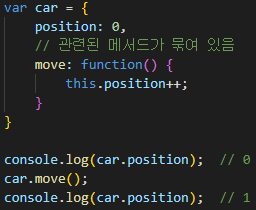 var car = {
    position: 0,
    // 관련된 메서드가 묶여 있음
    move: function() {
        this.position++;
    }
}
console.log(car.position);  // 0
car.move();
console.log(car.position);  // 1